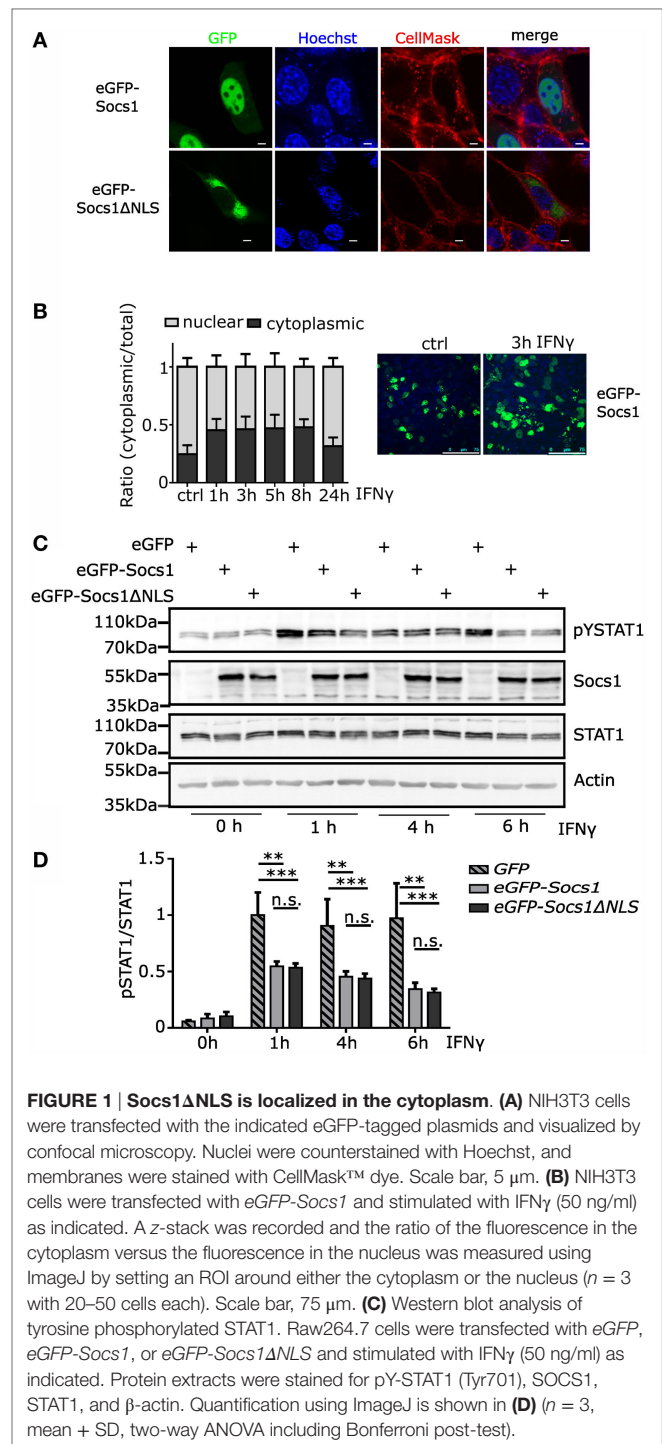 A
GFP Hoechst CellMask merge
eGFP-
Socs1
eGFP-
Socs1ΔNLS
B
nuclear cytoplasmic
Ratio (cytoplasmic/total)
1
0.5
0
ctrl 1h 3h 5h 8h 24h IFNγ
ctrl 3h IFNγ
eGFP-
Socs1
C
eGFP + + + +
eGFP-Socs1 + + + +
eGFP-Socs1ΔNLS + + + +
110kDa
70kDa
pYSTAT1
55kDa
35kDa
Socs1
110kDa
70kDa
STAT1
55kDa
35kDa
Actin
0 h 1 h 4 h 6 h IFNγ
D
pSTAT1/STAT1
1.5
1
0.5
0
** ** **
*** *** ***
n.s. n.s. n.s.
GFP
eGFP-Socs1
eGFP-Socs1ΔNLS
0h 1h 4h 6h IFNγ
FIGURE 1 | Socs1ΔNLS is localized in the cytoplasm. (A) NIH3T3 cells
were transfected with the indicated eGFP-tagged plasmids and visualized by
confocal microscopy. Nuclei were counterstained with Hoechst, and
membranes were stained with CellMask™ dye. Scale bar, 5 μm. (B) NIH3T3
cells were transfected with eGFP-Socs1 and stimulated with IFNγ (50 ng/ml)
as indicated. A z-stack was recorded and the ratio of the fluorescence in the
cytoplasm versus the fluorescence in the nucleus was measured using
ImageJ by setting an ROI around either the cytoplasm or the nucleus (n = 3
with 20–50 cells each). Scale bar, 75 μm. (C) Western blot analysis of
tyrosine phosphorylated STAT1. Raw264.7 cells were transfected with eGFP,
eGFP-Socs1, or eGFP-Socs1ΔNLS and stimulated with IFNγ (50 ng/ml) as
indicated. Protein extracts were stained for pY-STAT1 (Tyr701), SOCS1,
STAT1, and β-actin. Quantification using ImageJ is shown in (D) (n = 3,
mean + SD, two-way ANOVA including Bonferroni post-test).